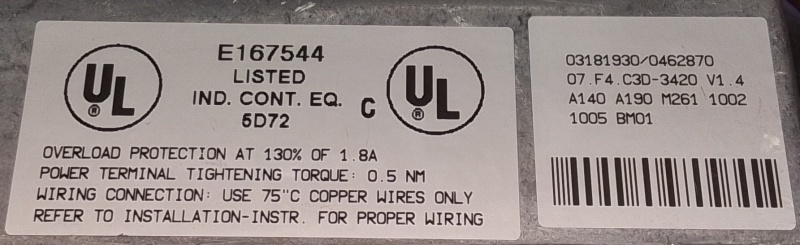 UL
®
E167544
LISTED
IND. CONT. EQ.
5D72
C
UL
®
OVERLOAD PROTECTION AT 130% OF 1.8A
POWER TERMINAL TIGHTENING TORQUE: 0.5 NM
WIRING CONNECTION: USE 75"C COPPER WIRES ONLY
REFER TO INSTALLATION-INSTR. FOR PROPER WIRING
03181930/0462870
07.F4.C3D-3420 V1.4
A140 A190 M261 1002
1005 BM01